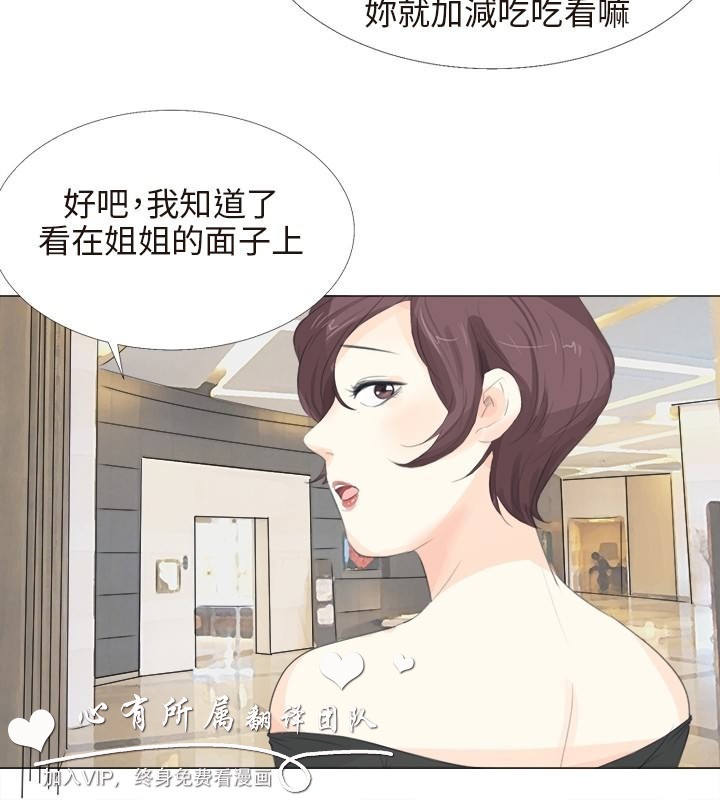 妳就加減吃吃看嘛
好吧，我知道了
看在姐姐的面子上
心有所属翻译团队
加入VIP，终身免费看漫画